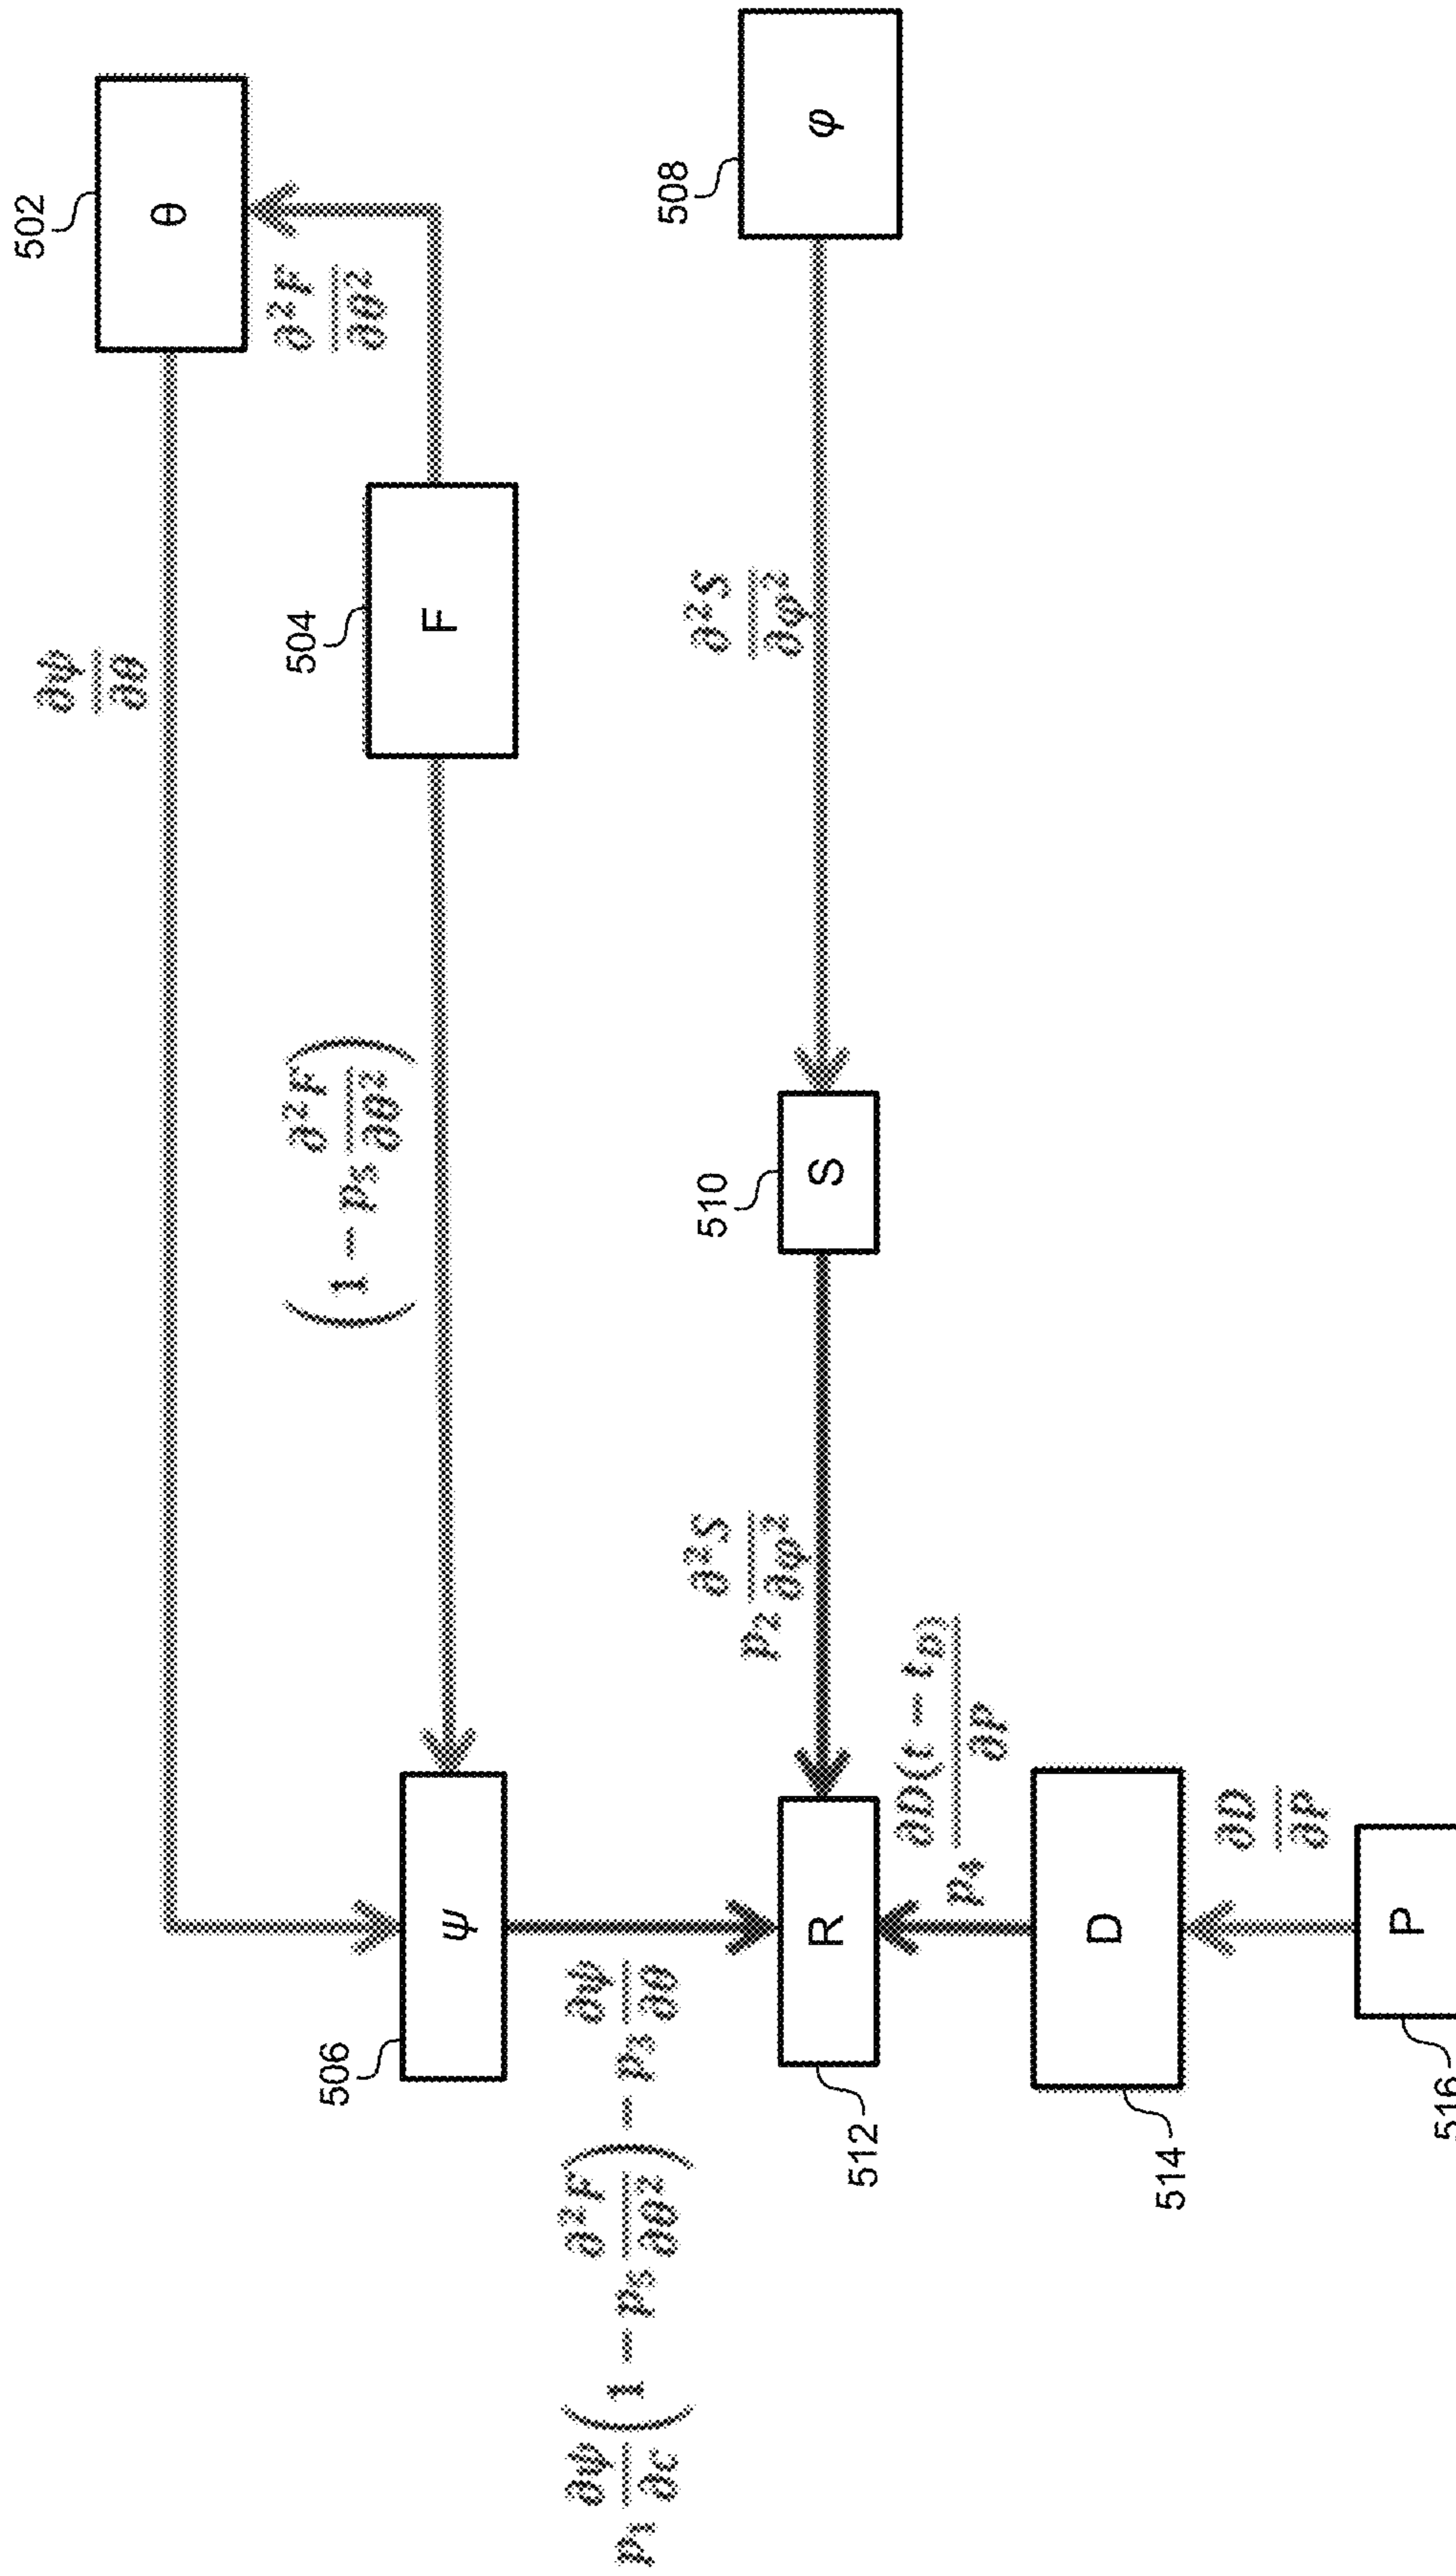 502
θ
∂ψ/∂θ
∂²F/∂θ²
504
F
(1 − p₅ ∂²F/∂θ²)
506
ψ
p₁ ∂ψ/∂c (1 − p₅ ∂²F/∂θ²) − p₃ ∂ψ/∂θ
508
φ
∂²S/∂φ²
510
S
p₂ ∂²S/∂φ²
512
R
p₄ ∂D(t − t_D)/∂P
514
D
∂D/∂P
516
P